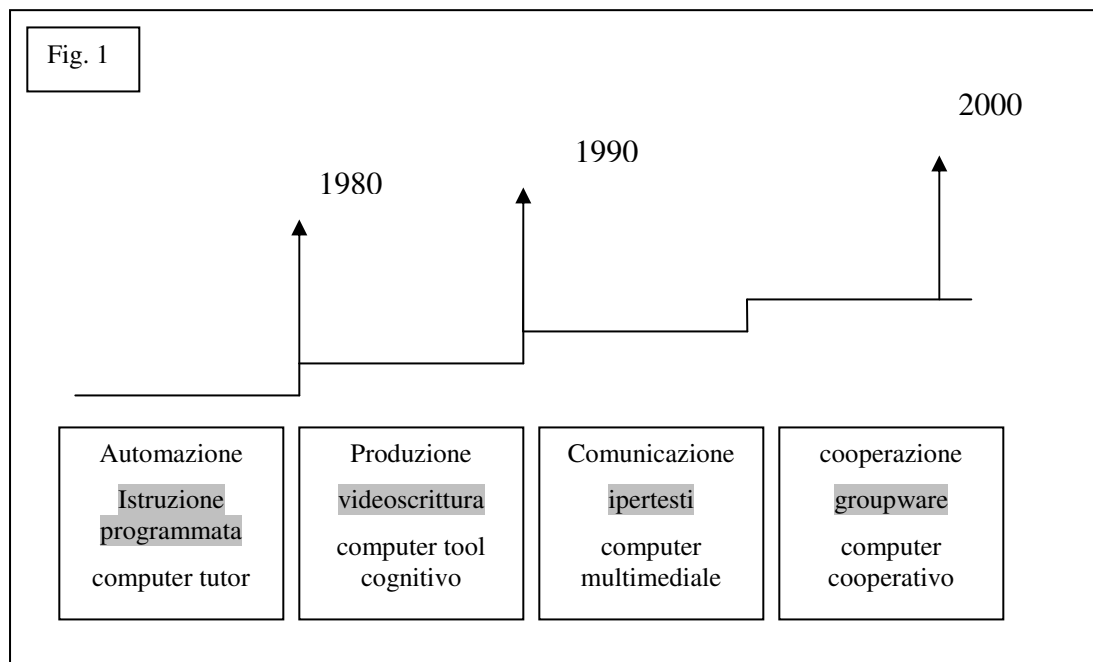 Fig. 1
1980
1990
2000
Automazione
Istruzione
programmata
computer tutor
Produzione
videoscrittura
computer tool
cognitivo
Comunicazione
ipertesti
computer
multimediale
cooperazione
groupware
computer
cooperativo